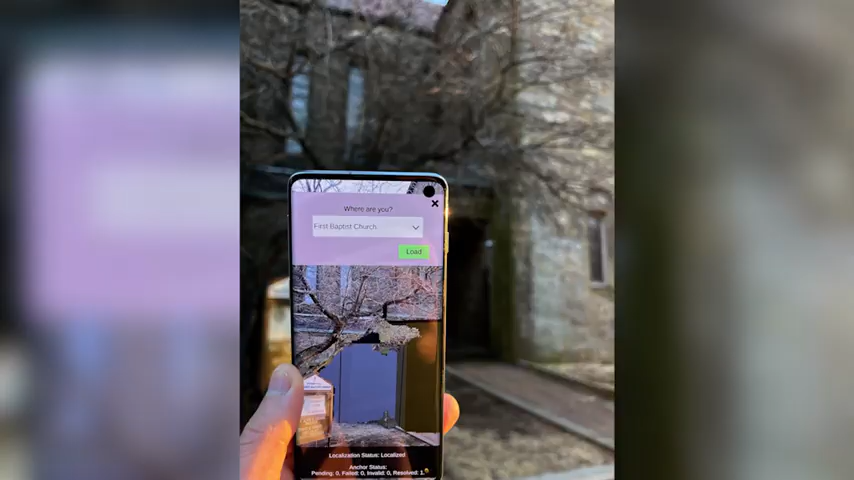 Where are you?
First Baptist Church
Load
Localization Status: Localized
Anchor Status:
Pending: 0, Failed: 0, Invalid: 0, Resolved: 1,